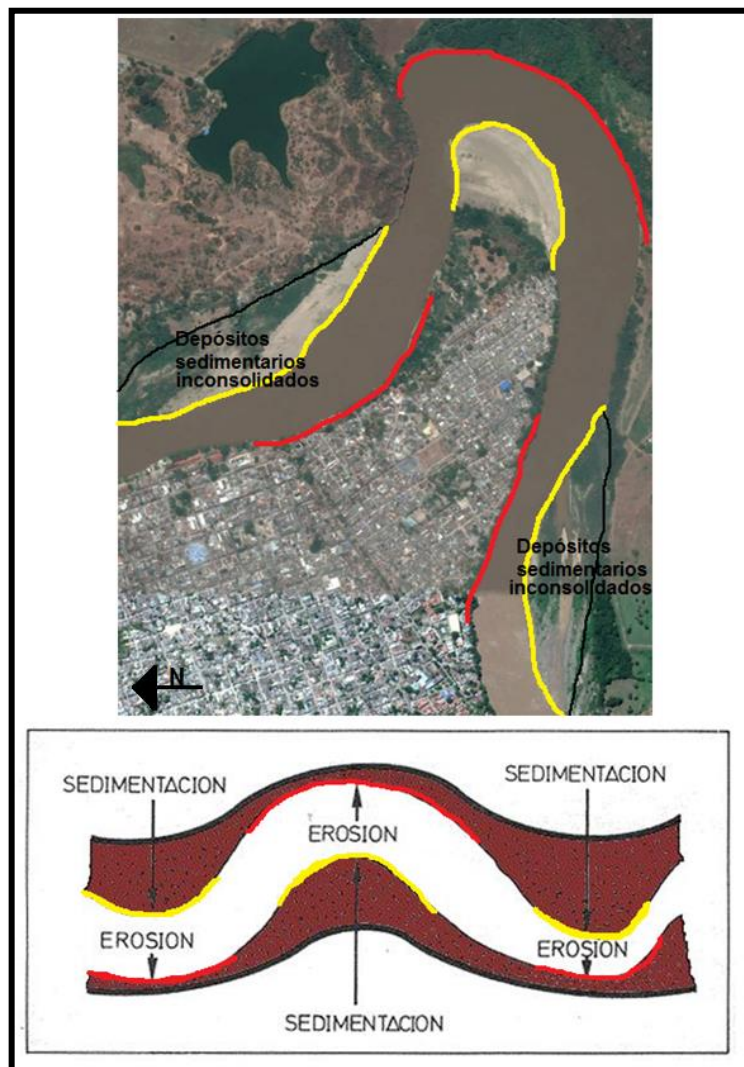 Depósitos
sedimentarios
inconsolidados
Depósitos
sedimentarios
inconsolidados
N
SEDIMENTACION
SEDIMENTACION
EROSION
EROSION
EROSION
SEDIMENTACION